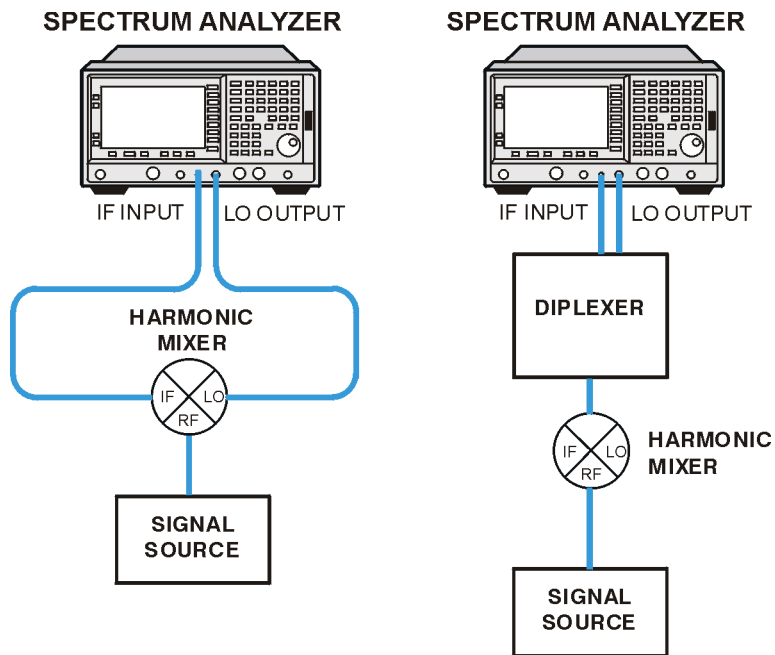 SPECTRUM ANALYZER
IF INPUT
LO OUTPUT
HARMONIC
MIXER
IF
LO
RF
SIGNAL
SOURCE
SPECTRUM ANALYZER
IF INPUT
LO OUTPUT
DIPLEXER
IF
LO
RF
HARMONIC
MIXER
SIGNAL
SOURCE